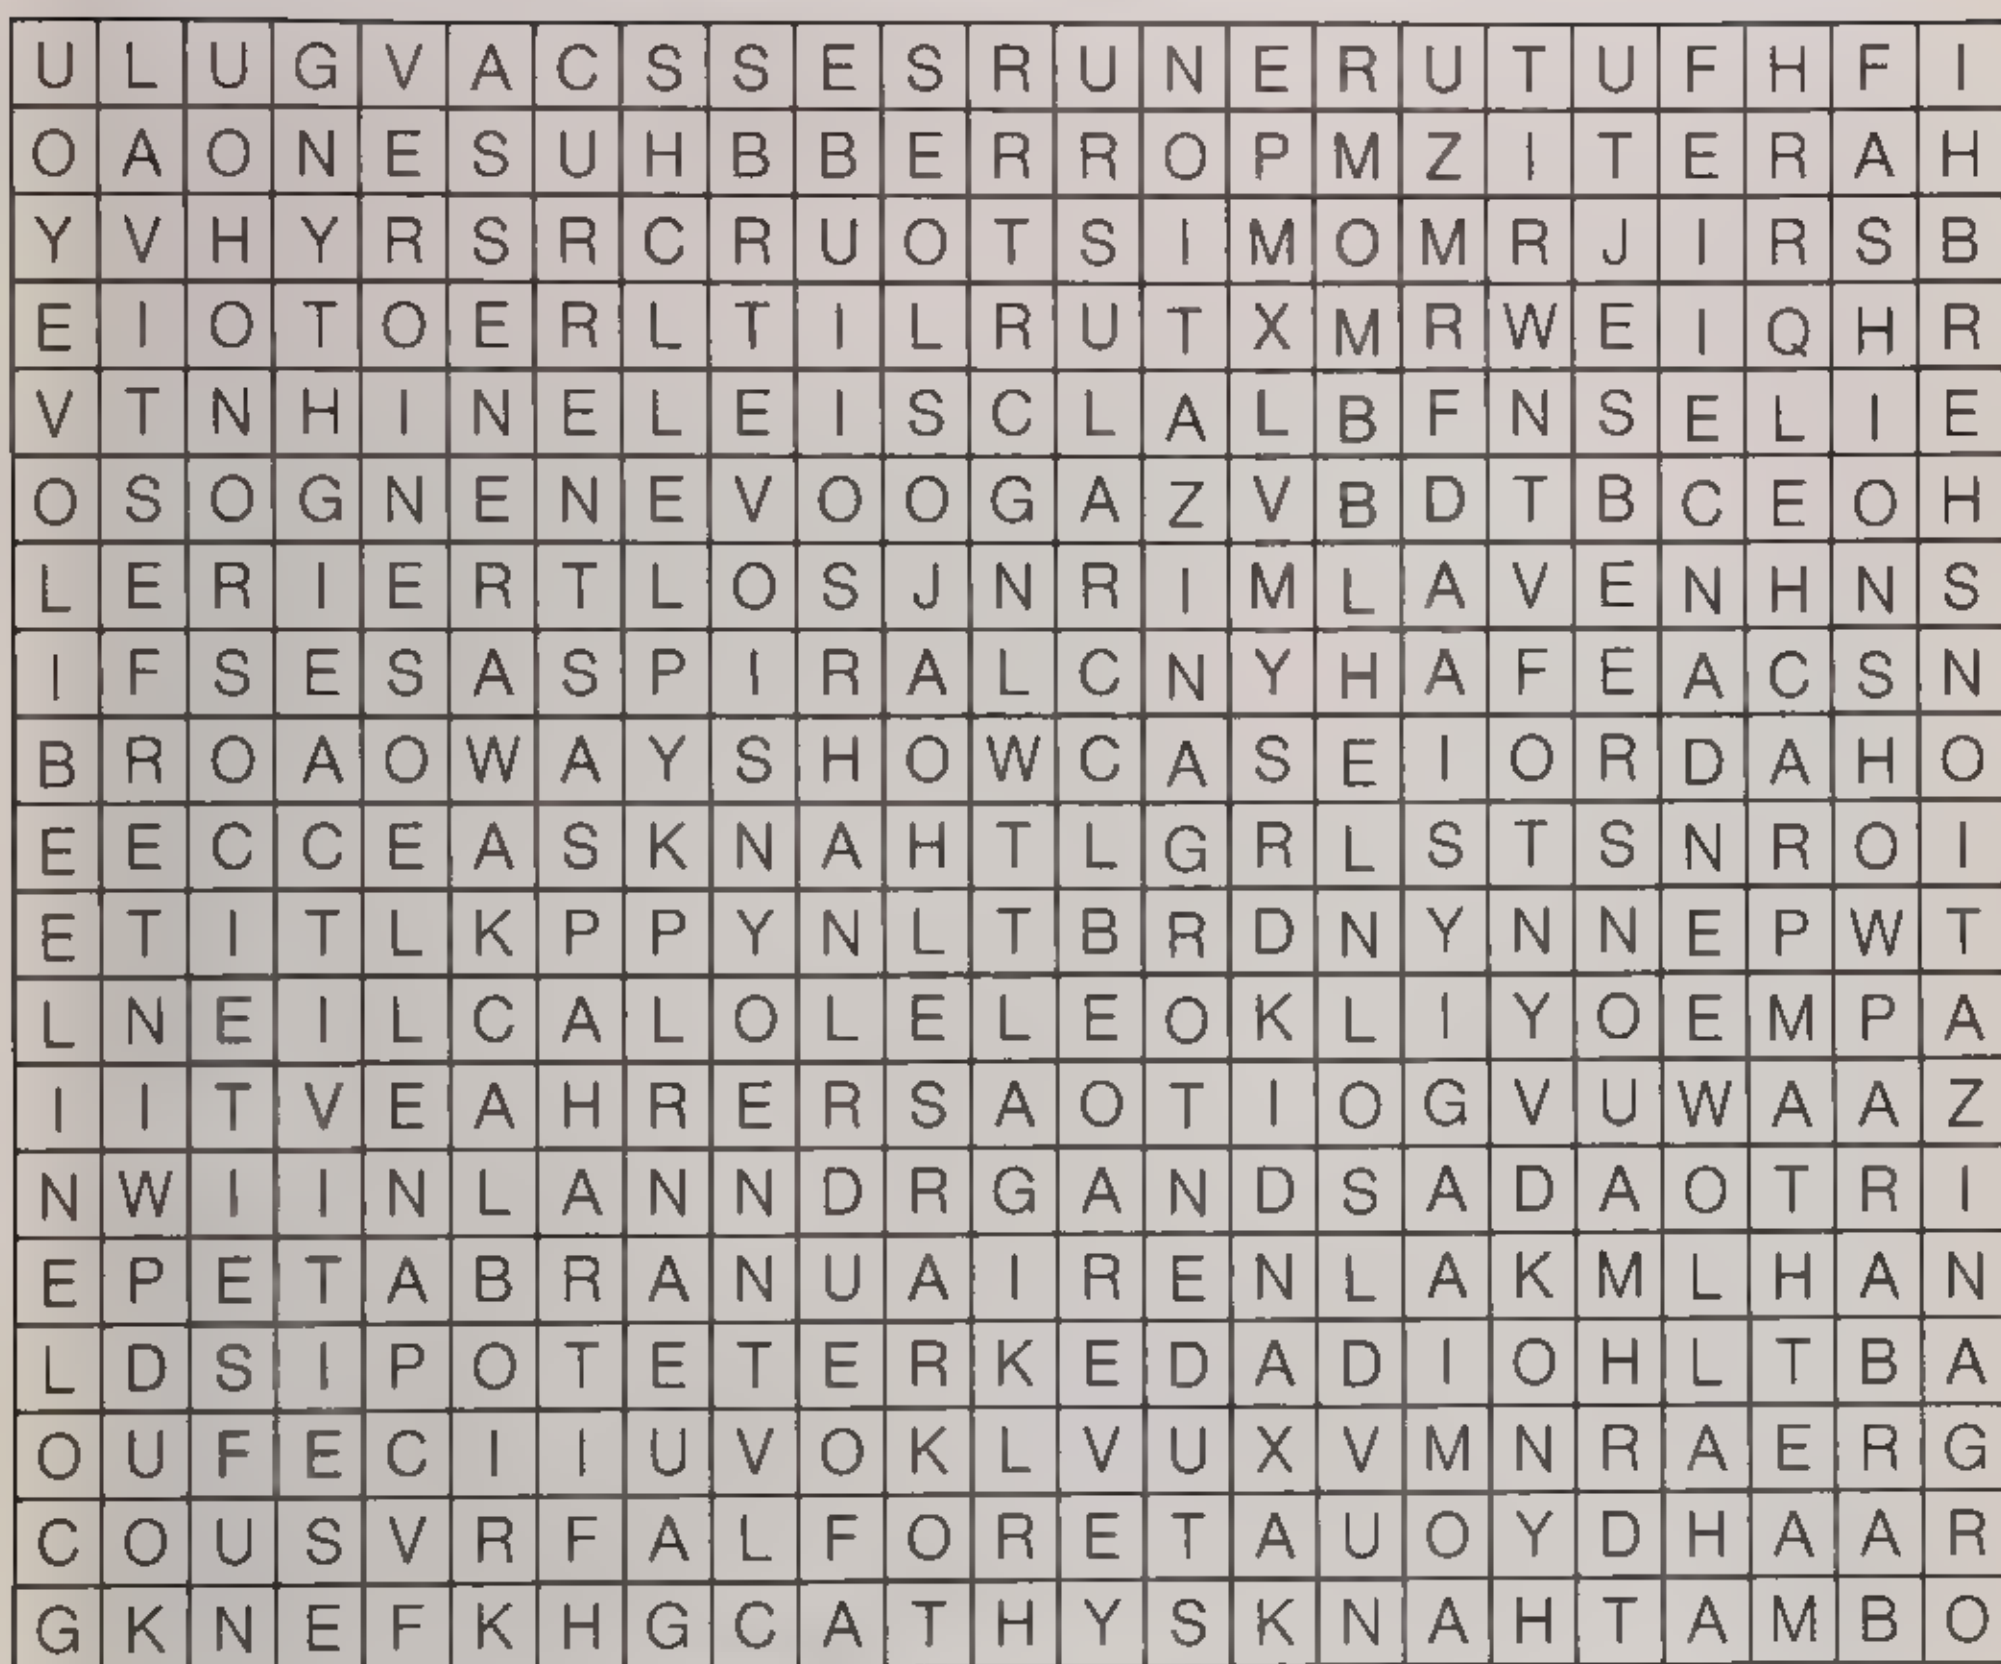 U L U G V A C S S E S R U N E R U T U F H F I
O A O N E S U H B B E R R O P M Z I T E R A H
Y V H Y R S R C R U O T S I M O M R J I R S B
E I O T O E R L T I L R U T X M R W E I Q H R
V T N H I N E L E I S C L A L B F N S E L I E
O S O G N E N E V O O G A Z V B D T B C E O H
L E R I E R T L O S J N R I M L A V E N H N S
I F S E S A S P I R A L C N Y H A F E A C S N
B R O A O W A Y S H O W C A S E I O R D A H O
E E C C E A S K N A H T L G R L S T S N R O I
E T I T L K P P Y N L T B R D N Y N N E P W T
L N E I L C A L O L E L E O K L I Y O E M P A
I I T V E A H R E R S A O T I O G V U W A A Z
N W I I N L A N N D R G A N D S A D A O T R I
E P E T A B R A N U A I R E N L A K M L H A N
L D S I P O T E T E R K E D A D I O H L T B A
O U F E C I I U V O K L V U X V M N R A E R G
C O U S V R F A L F O R E T A U O Y D H A A R
G K N E F K H G C A T H Y S K N A H T A M B O